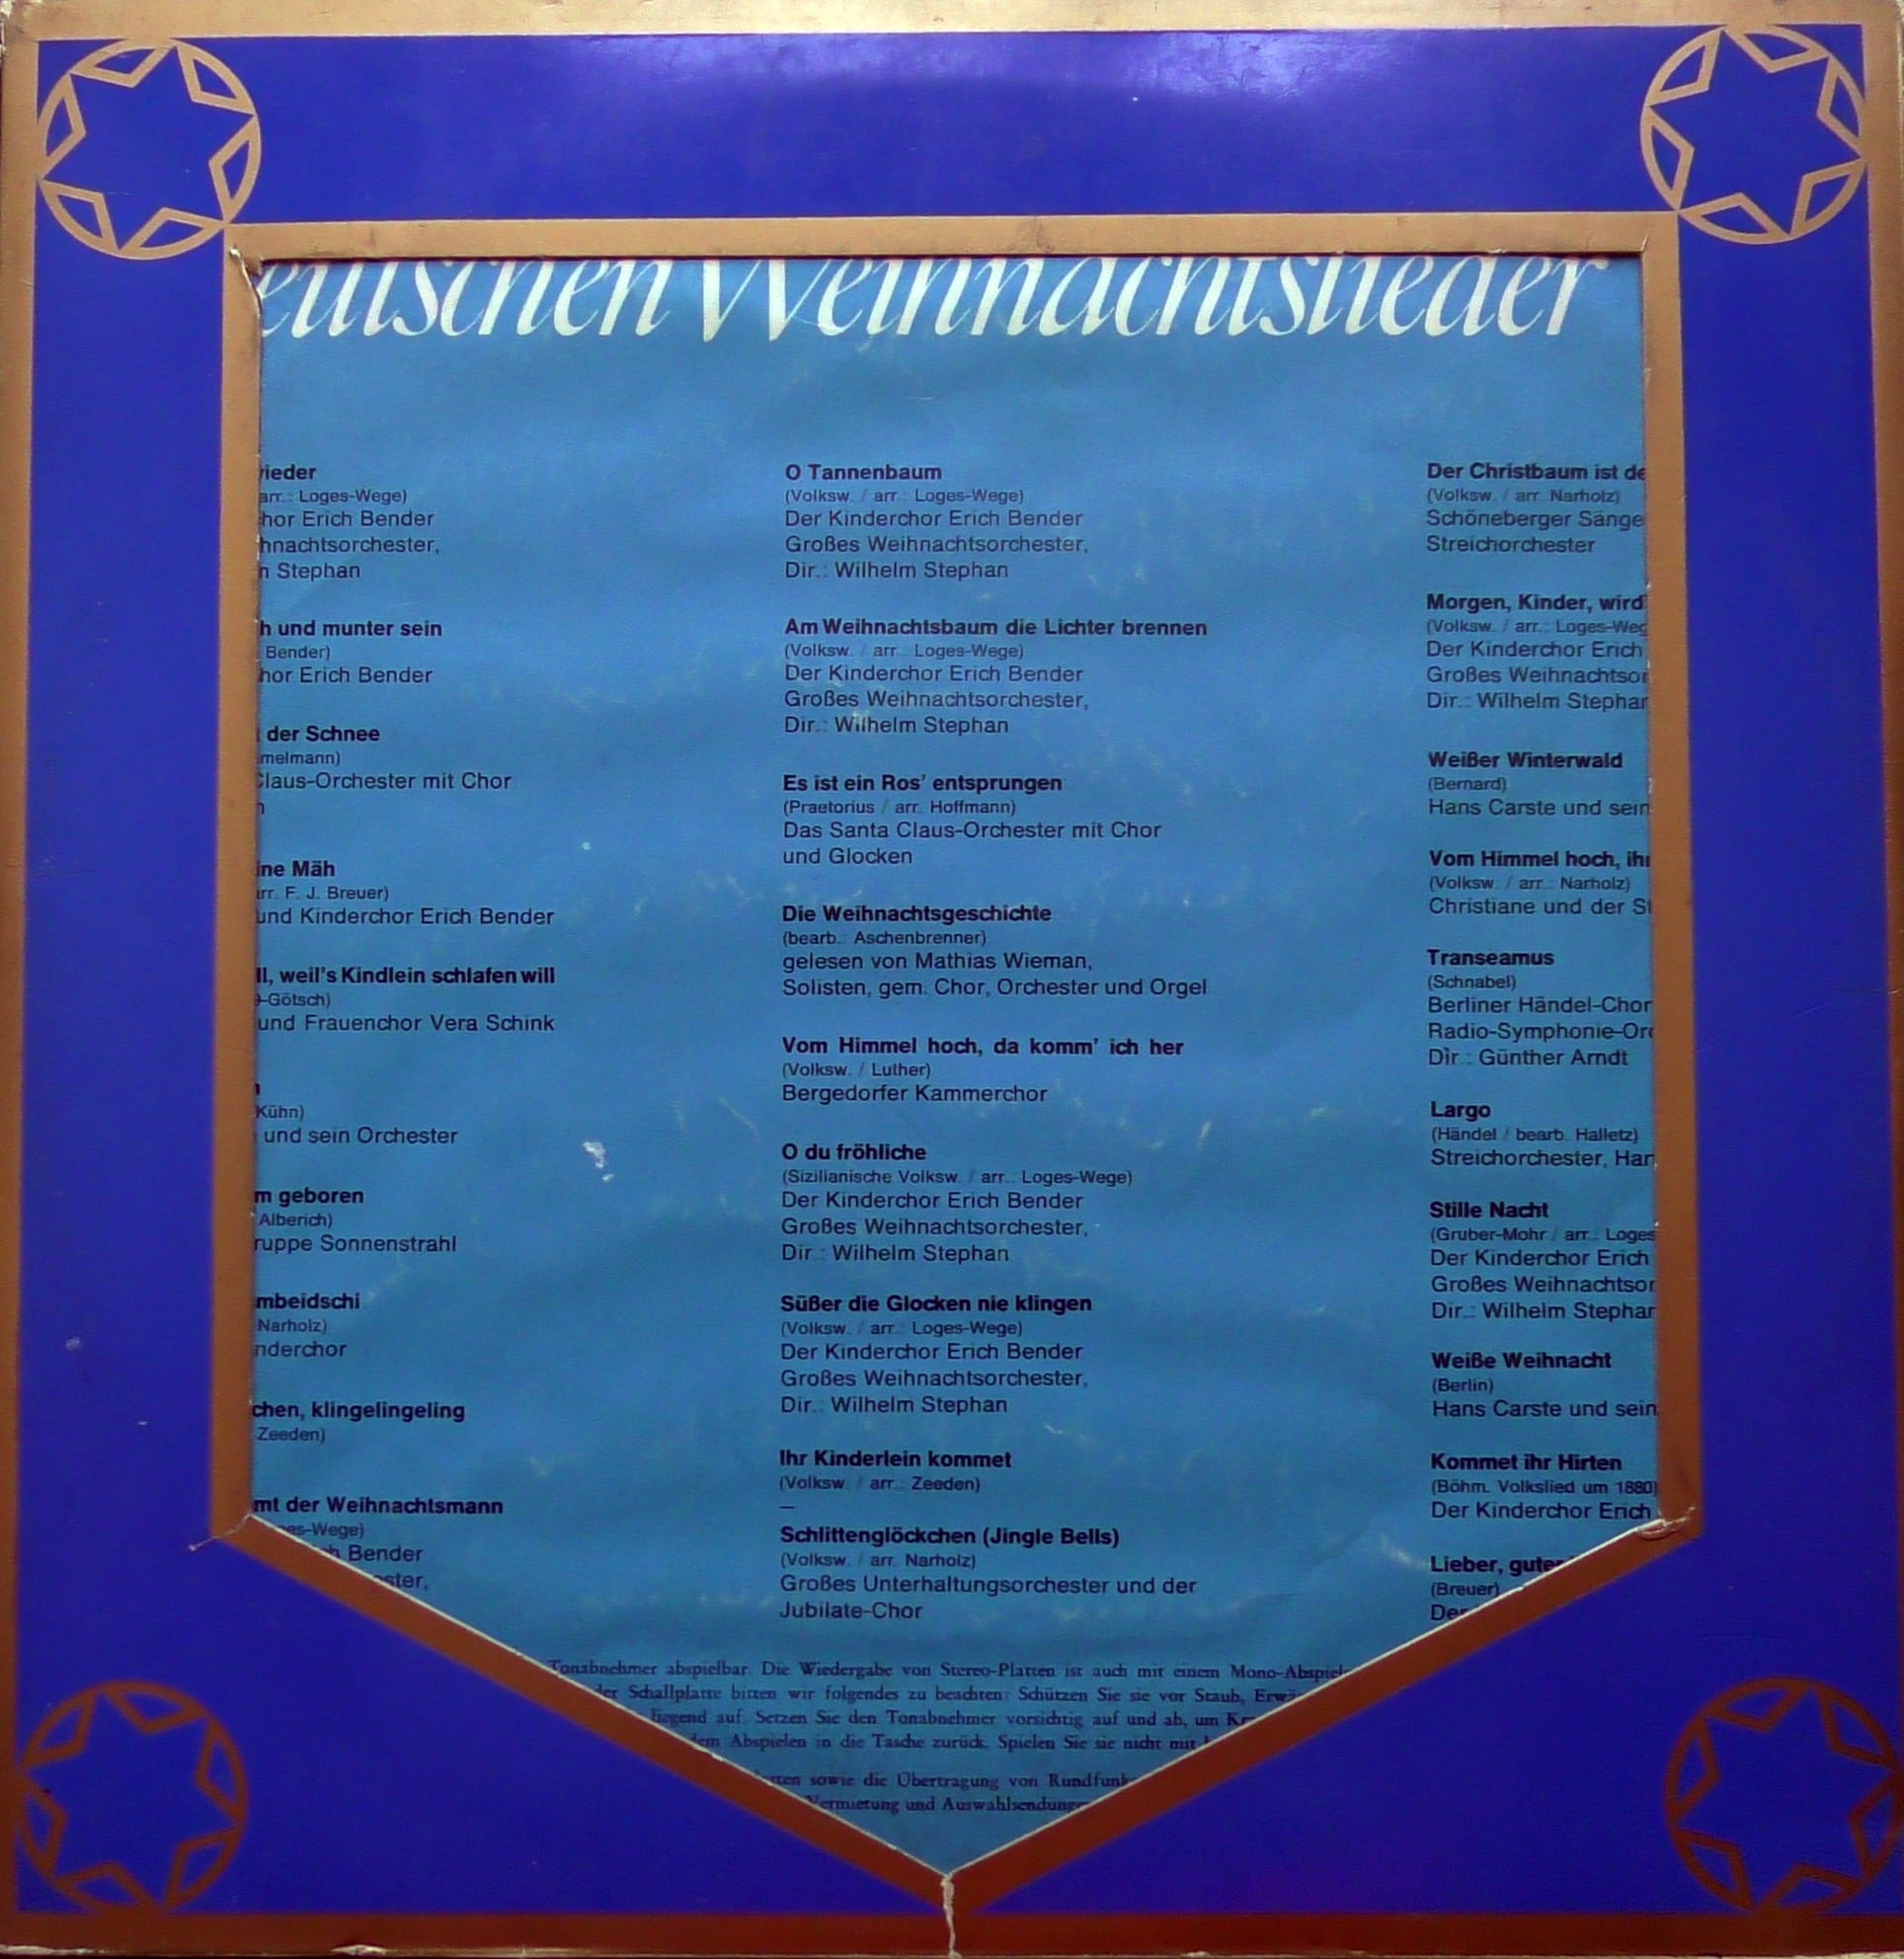 deutschen Weihnachtslieder
wieder
arr.: Loges-Wege)
hor Erich Bender
hnachtsorchester,
n Stephan
h und munter sein
Bender)
hor Erich Bender
der Schnee
melmann)
Claus-Orchester mit Chor
ine Mäh
arr. F. J. Breuer)
und Kinderchor Erich Bender
ll, weil's Kindlein schlafen will
-Götsch)
und Frauenchor Vera Schink
Kühn)
und sein Orchester
m geboren
Alberich)
ruppe Sonnenstrahl
mbeidschi
Narholz)
nderchor
chen, klingelingeling
Zeeden)
mt der Weihnachtsmann
ges-Wege)
h Bender
ster,
O Tannenbaum
(Volksw. / arr.: Loges-Wege)
Der Kinderchor Erich Bender
Großes Weihnachtsorchester,
Dir.: Wilhelm Stephan
Am Weihnachtsbaum die Lichter brennen
(Volksw. / arr.: Loges-Wege)
Der Kinderchor Erich Bender
Großes Weihnachtsorchester,
Dir.: Wilhelm Stephan
Es ist ein Ros' entsprungen
(Praetorius / arr. Hoffmann)
Das Santa Claus-Orchester mit Chor
und Glocken
Die Weihnachtsgeschichte
(bearb.: Aschenbrenner)
gelesen von Mathias Wieman,
Solisten, gem. Chor, Orchester und Orgel
Vom Himmel hoch, da komm' ich her
(Volksw. / Luther)
Bergedorfer Kammerchor
O du fröhliche
(Sizilianische Volksw. / arr.: Loges-Wege)
Der Kinderchor Erich Bender
Großes Weihnachtsorchester,
Dir.: Wilhelm Stephan
Süßer die Glocken nie klingen
(Volksw. / arr.: Loges-Wege)
Der Kinderchor Erich Bender
Großes Weihnachtsorchester,
Dir.: Wilhelm Stephan
Ihr Kinderlein kommet
(Volksw. / arr.: Zeeden)
—
Schlittenglöckchen (Jingle Bells)
(Volksw. / arr. Narholz)
Großes Unterhaltungsorchester und der
Jubilate-Chor
Der Christbaum ist de
(Volksw. / arr. Narholz)
Schöneberger Sänge
Streichorchester
Morgen, Kinder, wird
(Volksw. / arr.: Loges-Weg
Der Kinderchor Erich
Großes Weihnachtsor
Dir.: Wilhelm Stephan
Weißer Winterwald
(Bernard)
Hans Carste und sein
Vom Himmel hoch, ihr
(Volksw. / arr.: Narholz)
Christiane und der St
Transeamus
(Schnabel)
Berliner Händel-Chor
Radio-Symphonie-Orc
Dir.: Günther Arndt
Largo
(Händel / bearb. Halletz)
Streichorchester, Har
Stille Nacht
(Gruber-Mohr / arr.: Loges
Der Kinderchor Erich
Großes Weihnachtsor
Dir.: Wilhelm Stephan
Weiße Weihnacht
(Berlin)
Hans Carste und sein
Kommet ihr Hirten
(Böhm. Volkslied um 1880)
Der Kinderchor Erich
Lieber, guter
(Breuer)
Der
Tonabnehmer abspielbar. Die Wiedergabe von Stereo-Platten ist auch mit einem Mono-Abspiel
der Schallplatte bitten wir folgendes zu beachten: Schützen Sie sie vor Staub, Erwä
liegend auf. Setzen Sie den Tonabnehmer vorsichtig auf und ab, um Kr
dem Abspielen in die Tasche zurück. Spielen Sie sie nicht mit
tten sowie die Übertragung von Rundfunk
Vermietung und Auswahlsendunge